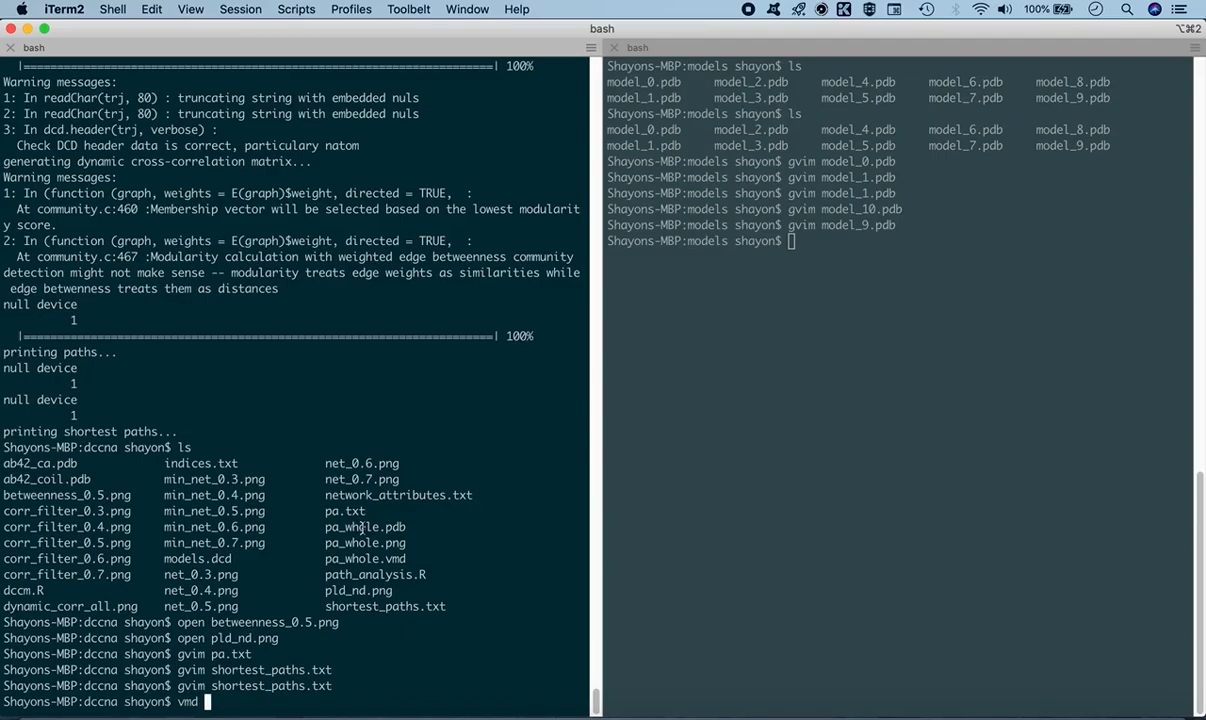 iTerm2 Shell Edit View Session Scripts Profiles Toolbelt Window Help 100%
bash ⌥⌘2
bash
|====================================================================| 100%
Warning messages:
1: In readChar(trj, 80) : truncating string with embedded nuls
2: In readChar(trj, 80) : truncating string with embedded nuls
3: In dcd.header(trj, verbose) :
Check DCD header data is correct, particulary natom
generating dynamic cross-correlation matrix...
Warning messages:
1: In (function (graph, weights = E(graph)$weight, directed = TRUE,  :
At community.c:460 :Membership vector will be selected based on the lowest modularit
y score.
2: In (function (graph, weights = E(graph)$weight, directed = TRUE,  :
At community.c:467 :Modularity calculation with weighted edge betweenness community
detection might not make sense -- modularity treats edge weights as similarities while
edge betwenness treats them as distances
null device
1
|====================================================================| 100%
printing paths...
null device
1
null device
1
printing shortest paths...
Shayons-MBP:dccna shayon$ ls
ab42_ca.pdb indices.txt net_0.6.png
ab42_coil.pdb min_net_0.3.png net_0.7.png
betweenness_0.5.png min_net_0.4.png network_attributes.txt
corr_filter_0.3.png min_net_0.5.png pa.txt
corr_filter_0.4.png min_net_0.6.png pa_whole.pdb
corr_filter_0.5.png min_net_0.7.png pa_whole.png
corr_filter_0.6.png models.dcd pa_whole.vmd
corr_filter_0.7.png net_0.3.png path_analysis.R
dccm.R net_0.4.png pld_nd.png
dynamic_corr_all.png net_0.5.png shortest_paths.txt
Shayons-MBP:dccna shayon$ open betweenness_0.5.png
Shayons-MBP:dccna shayon$ open pld_nd.png
Shayons-MBP:dccna shayon$ gvim pa.txt
Shayons-MBP:dccna shayon$ gvim shortest_paths.txt
Shayons-MBP:dccna shayon$ gvim shortest_paths.txt
Shayons-MBP:dccna shayon$ vmd
bash
Shayons-MBP:models shayon$ ls
model_0.pdb model_2.pdb model_4.pdb model_6.pdb model_8.pdb
model_1.pdb model_3.pdb model_5.pdb model_7.pdb model_9.pdb
Shayons-MBP:models shayon$ ls
model_0.pdb model_2.pdb model_4.pdb model_6.pdb model_8.pdb
model_1.pdb model_3.pdb model_5.pdb model_7.pdb model_9.pdb
Shayons-MBP:models shayon$ gvim model_0.pdb
Shayons-MBP:models shayon$ gvim model_1.pdb
Shayons-MBP:models shayon$ gvim model_1.pdb
Shayons-MBP:models shayon$ gvim model_10.pdb
Shayons-MBP:models shayon$ gvim model_9.pdb
Shayons-MBP:models shayon$